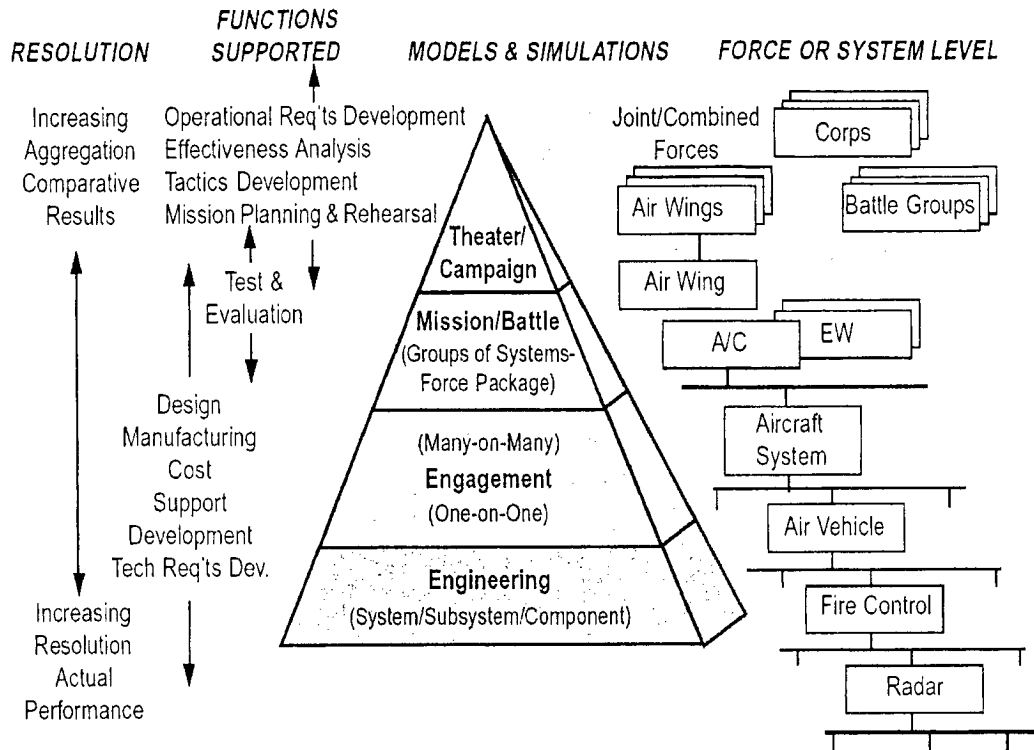 RESOLUTION
Increasing
Aggregation
Comparative
Results
Increasing
Resolution
Actual
Performance
FUNCTIONS
SUPPORTED
Operational Req'ts Development
Effectiveness Analysis
Tactics Development
Mission Planning & Rehearsal
Test &
Evaluation
Design
Manufacturing
Cost
Support
Development
Tech Req'ts Dev.
MODELS & SIMULATIONS
Theater/
Campaign
Mission/Battle
(Groups of Systems-
Force Package)
(Many-on-Many)
Engagement
(One-on-One)
Engineering
(System/Subsystem/Component)
FORCE OR SYSTEM LEVEL
Joint/Combined
Forces
Corps
Air Wings
Battle Groups
Air Wing
A/C
EW
Aircraft
System
Air Vehicle
Fire Control
Radar